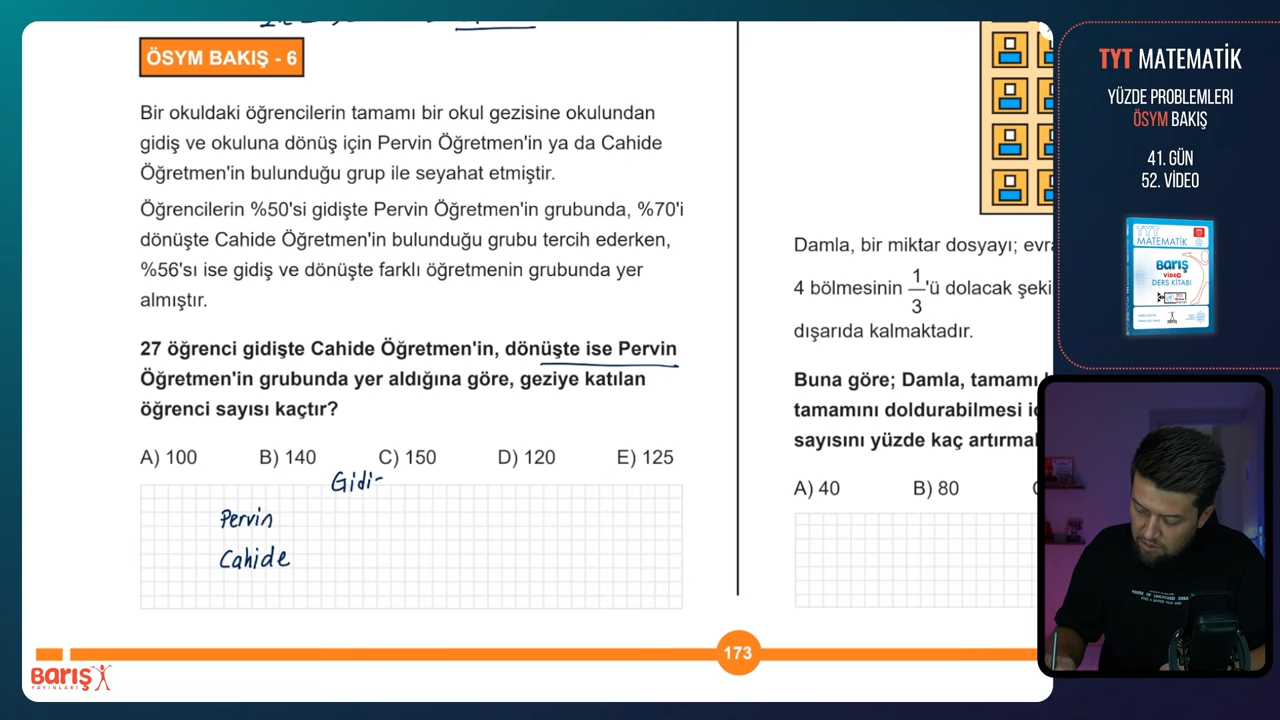 ÖSYM BAKIŞ - 6
Bir okuldaki öğrencilerin tamamı bir okul gezisine okulundan
gidiş ve okuluna dönüş için Pervin Öğretmen'in ya da Cahide
Öğretmen'in bulunduğu grup ile seyahat etmiştir.
Öğrencilerin %50'si gidişte Pervin Öğretmen'in grubunda, %70'i
dönüşte Cahide Öğretmen'in bulunduğu grubu tercih ederken,
%56'sı ise gidiş ve dönüşte farklı öğretmenin grubunda yer
almıştır.
27 öğrenci gidişte Cahide Öğretmen'in, dönüşte ise Pervin
Öğretmen'in grubunda yer aldığına göre, geziye katılan
öğrenci sayısı kaçtır?
A) 100 B) 140 C) 150 D) 120 E) 125
Gidi
Pervin
Cahide
Damla, bir miktar dosyayı; evr
4 bölmesinin 1/3'ü dolacak şeki
dışarıda kalmaktadır.
Buna göre; Damla, tamamı
tamamını doldurabilmesi iç
sayısını yüzde kaç artırmal
A) 40 B) 80
173
BARIŞ
YAYINLARI
TYT MATEMATİK
YÜZDE PROBLEMLERI
ÖSYM BAKIŞ
41. GÜN
52. VİDEO
TYT
MATEMATİK
BARIŞ
VİDEO
DERS KİTABI